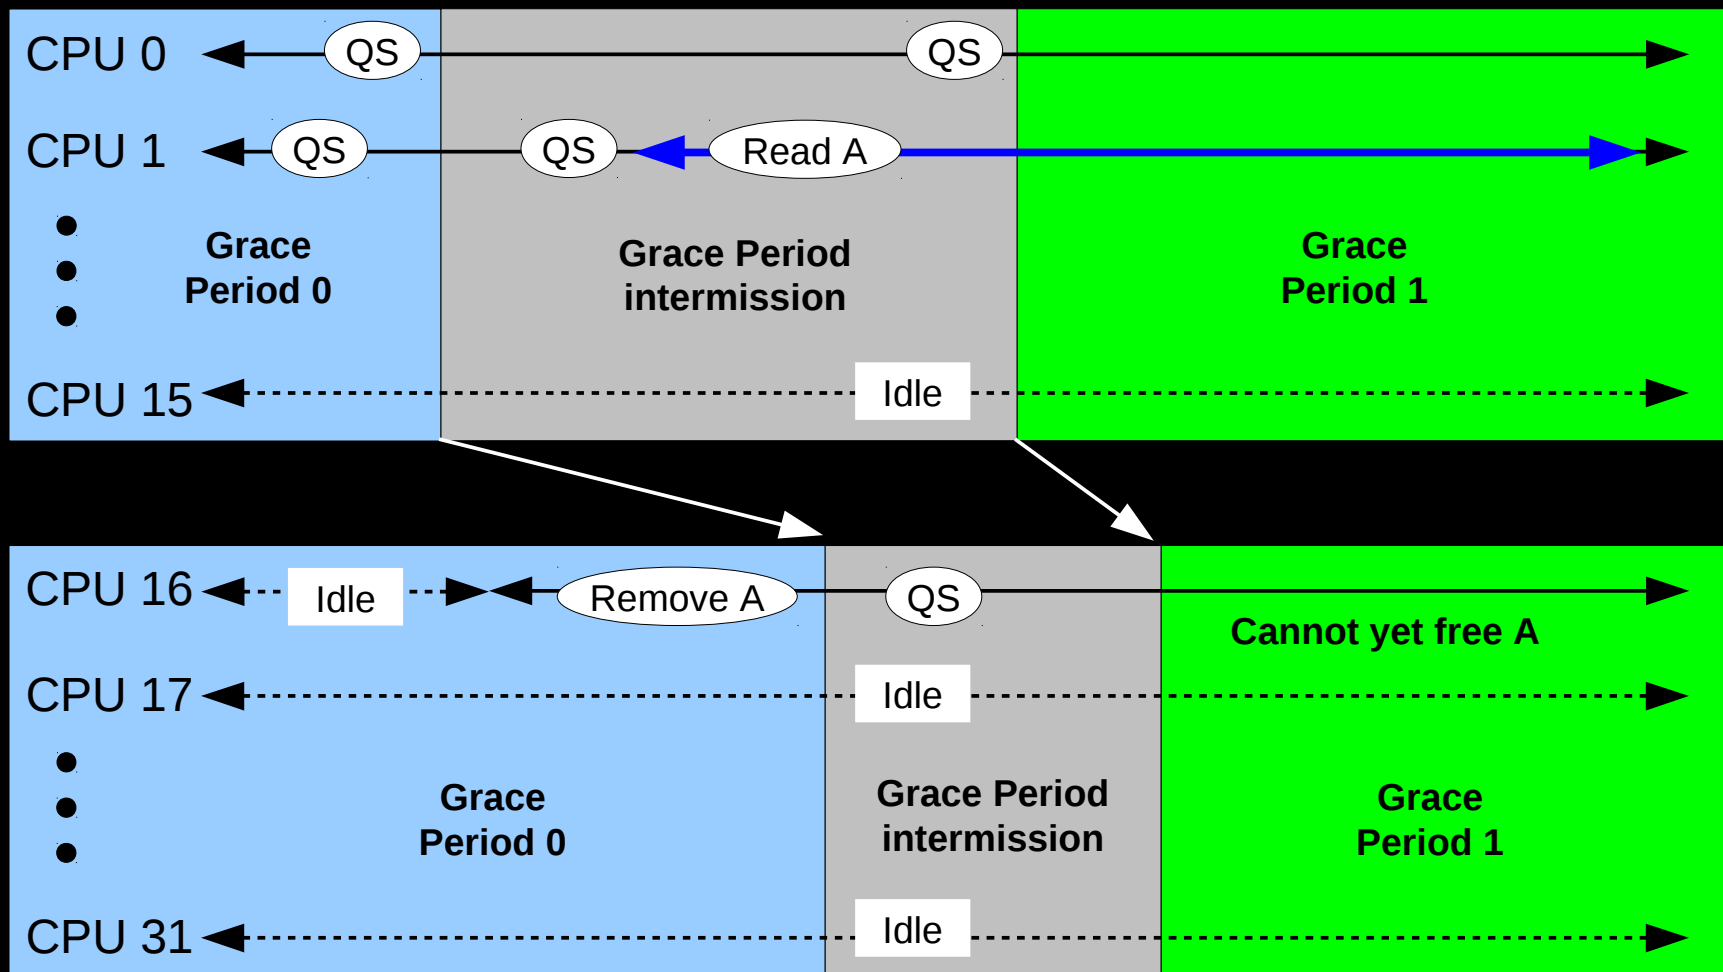 CPU 0
QS
QS
CPU 1
QS
QS
Read A
Grace
Period 0
Grace Period
intermission
Grace
Period 1
CPU 15
Idle
CPU 16
Idle
Remove A
QS
Cannot yet free A
CPU 17
Idle
Grace
Period 0
Grace Period
intermission
Grace
Period 1
CPU 31
Idle